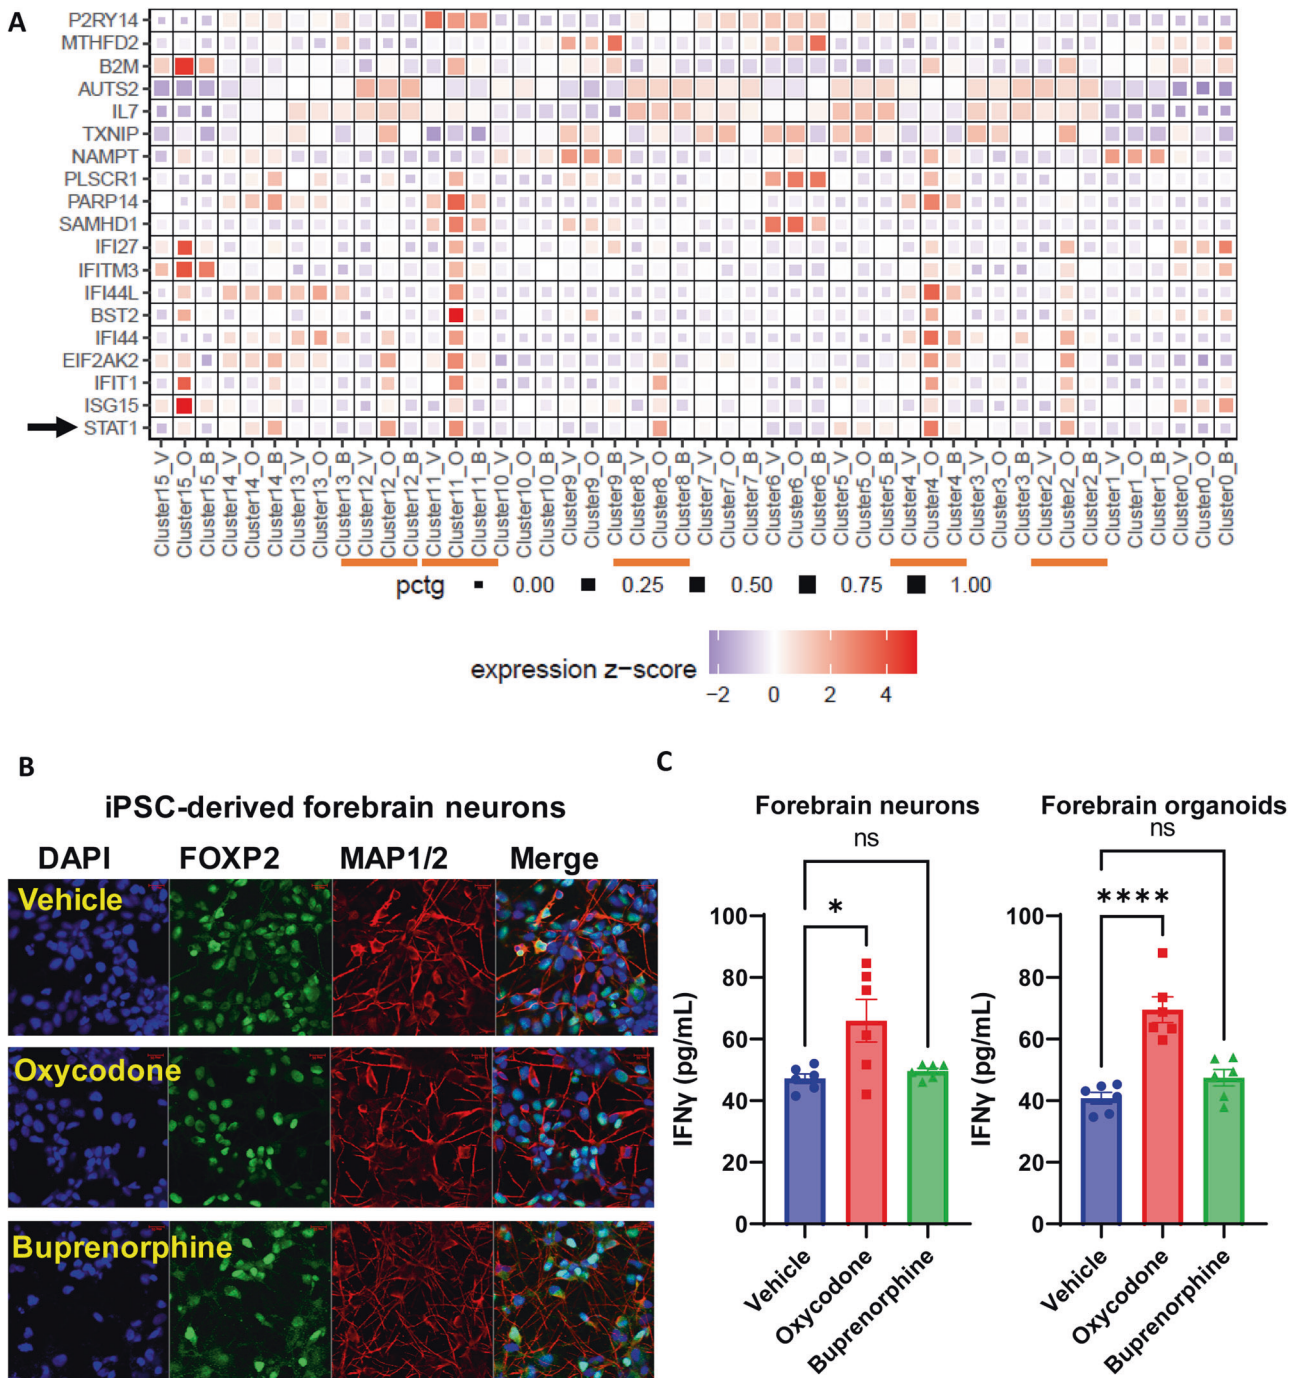 A
P2RY14
MTHFD2
B2M
AUTS2
IL7
TXNIP
NAMPT
PLSCR1
PARP14
SAMHD1
IFI27
IFITM3
IFI44L
BST2
IFI44
EIF2AK2
IFIT1
ISG15
STAT1
Cluster15_V
Cluster15_O
Cluster15_B
Cluster14_V
Cluster14_O
Cluster14_B
Cluster13_V
Cluster13_O
Cluster13_B
Cluster12_V
Cluster12_O
Cluster12_B
Cluster11_V
Cluster11_O
Cluster11_B
Cluster10_V
Cluster10_O
Cluster10_B
Cluster9_V
Cluster9_O
Cluster9_B
Cluster8_V
Cluster8_O
Cluster8_B
Cluster7_V
Cluster7_O
Cluster7_B
Cluster6_V
Cluster6_O
Cluster6_B
Cluster5_V
Cluster5_O
Cluster5_B
Cluster4_V
Cluster4_O
Cluster4_B
Cluster3_V
Cluster3_O
Cluster3_B
Cluster2_V
Cluster2_O
Cluster2_B
Cluster1_V
Cluster1_O
Cluster1_B
Cluster0_V
Cluster0_O
Cluster0_B
pctg 0.00 0.25 0.50 0.75 1.00
expression z-score
−2 0 2 4
B
iPSC-derived forebrain neurons
DAPI FOXP2 MAP1/2 Merge
Vehicle
Oxycodone
Buprenorphine
C
Forebrain neurons
ns
*
100
80
60
40
20
0
IFNγ (pg/mL)
Vehicle
Oxycodone
Buprenorphine
Forebrain organoids
ns
****
100
80
60
40
20
0
IFNγ (pg/mL)
Vehicle
Oxycodone
Buprenorphine